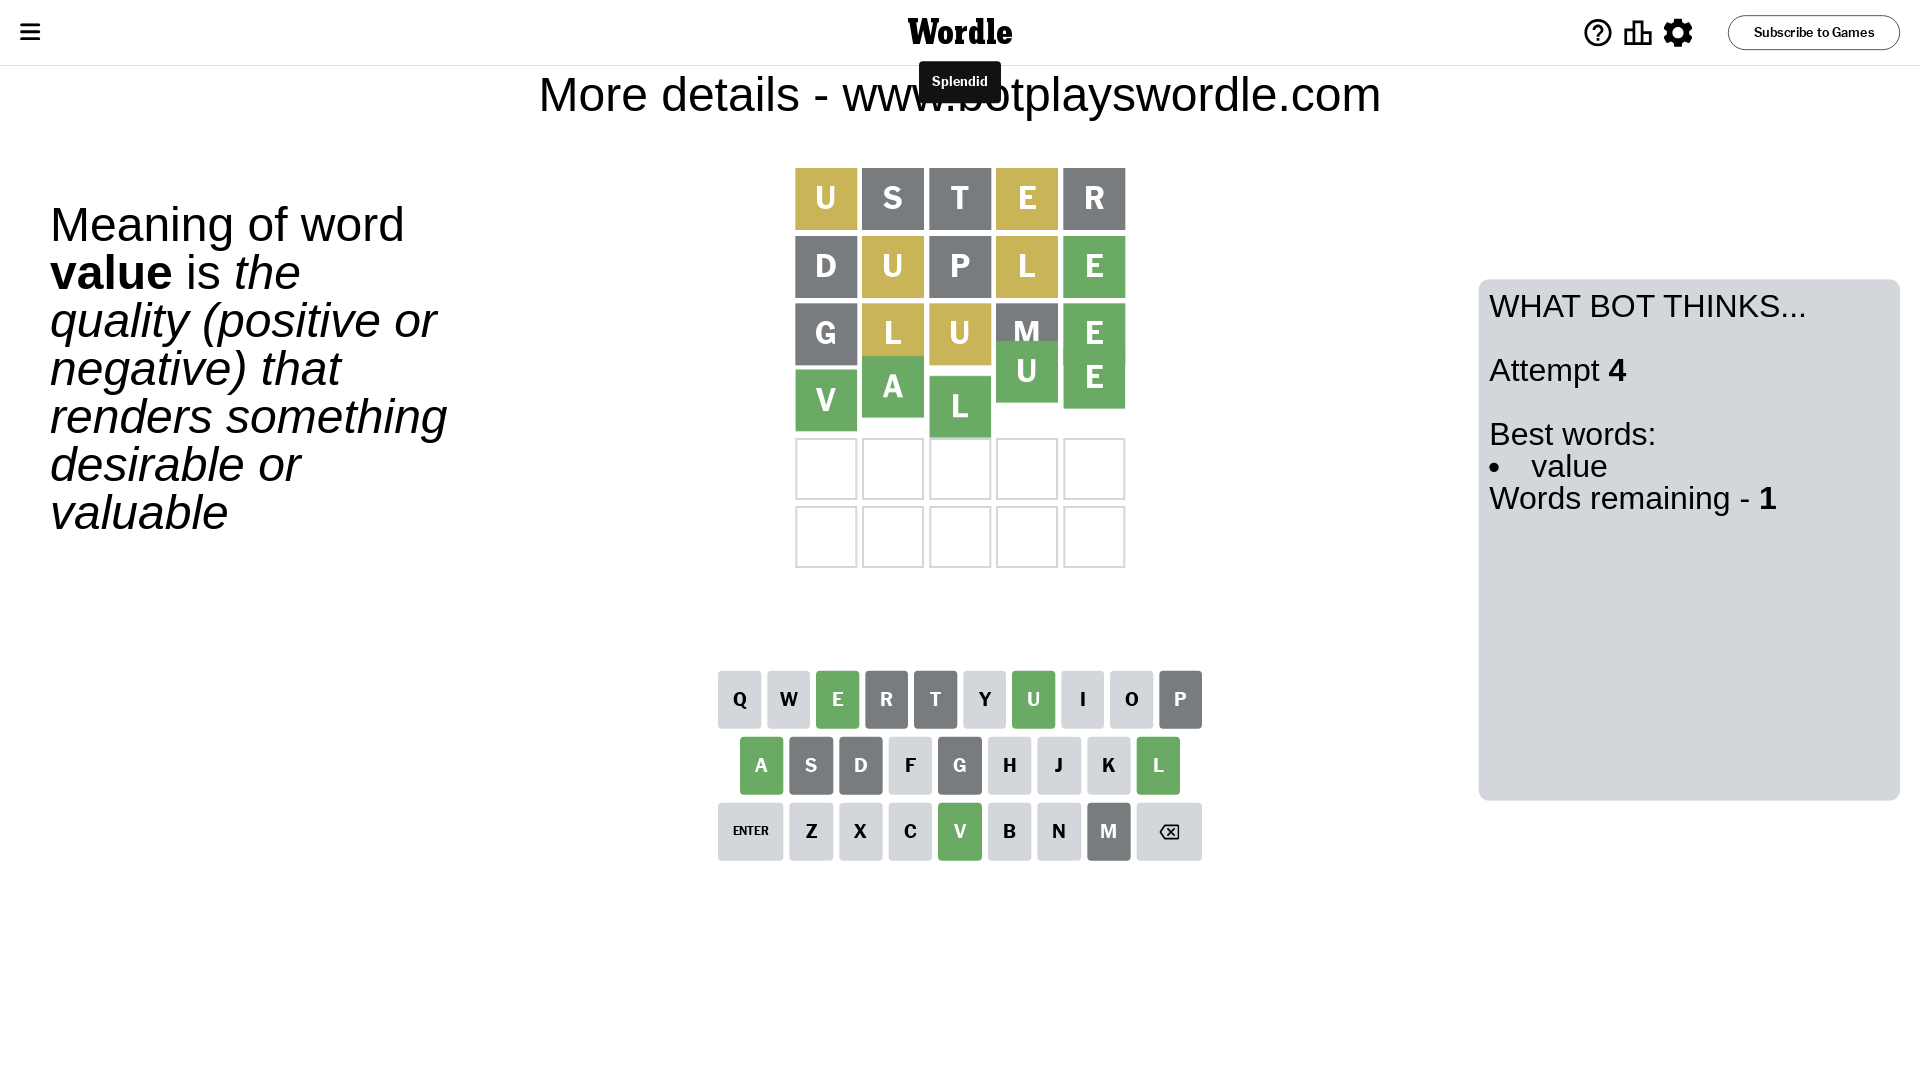 Wordle
Subscribe to Games
Splendid
More details - www.botplayswordle.com
Meaning of word
value is the
quality (positive or
negative) that
renders something
desirable or
valuable
U S T E R
D U P L E
G L U M E
V A L U E
WHAT BOT THINKS...
Attempt 4
Best words:
• value
Words remaining - 1
Q W E R T Y U I O P
A S D F G H J K L
ENTER Z X C V B N M